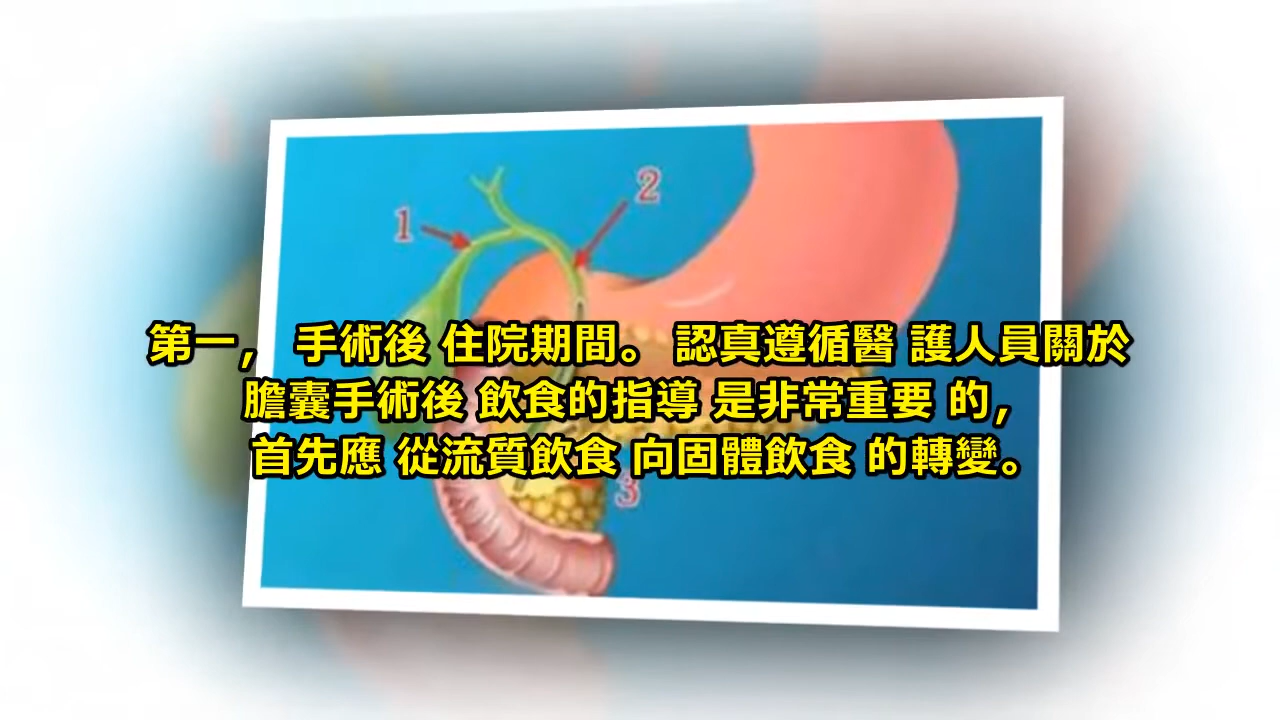 1
2
第一， 手術後 住院期間。 認真遵循醫 護人員關於
膽囊手術後 飲食的指導 是非常重要 的，
首先應 從流質飲食 向固體飲食 的轉變。
3